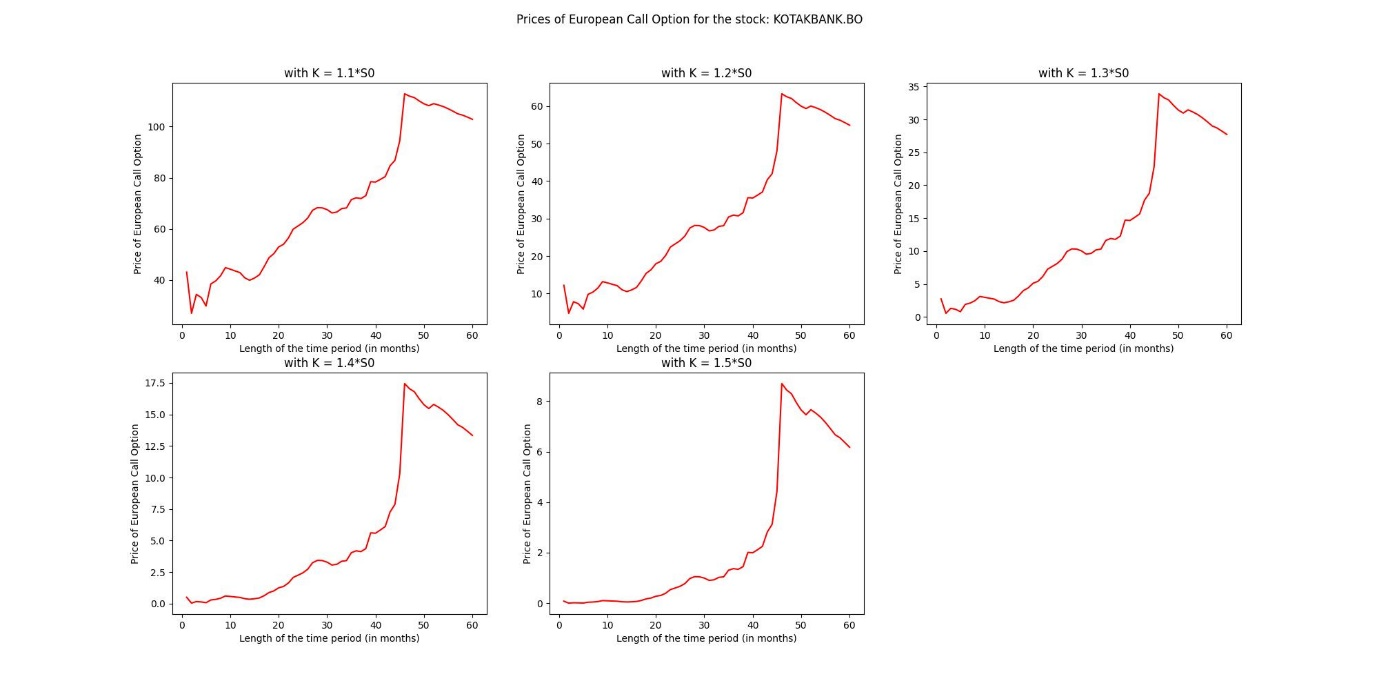 Prices of European Call Option for the stock: KOTAKBANK.BO
with K = 1.1*S0
Price of European Call Option
100
80
60
40
0 10 20 30 40 50 60
Length of the time period (in months)
with K = 1.2*S0
Price of European Call Option
60
50
40
30
20
10
0 10 20 30 40 50 60
Length of the time period (in months)
with K = 1.3*S0
Price of European Call Option
35
30
25
20
15
10
5
0
0 10 20 30 40 50 60
Length of the time period (in months)
with K = 1.4*S0
Price of European Call Option
17.5
15.0
12.5
10.0
7.5
5.0
2.5
0.0
0 10 20 30 40 50 60
Length of the time period (in months)
with K = 1.5*S0
Price of European Call Option
8
6
4
2
0
0 10 20 30 40 50 60
Length of the time period (in months)